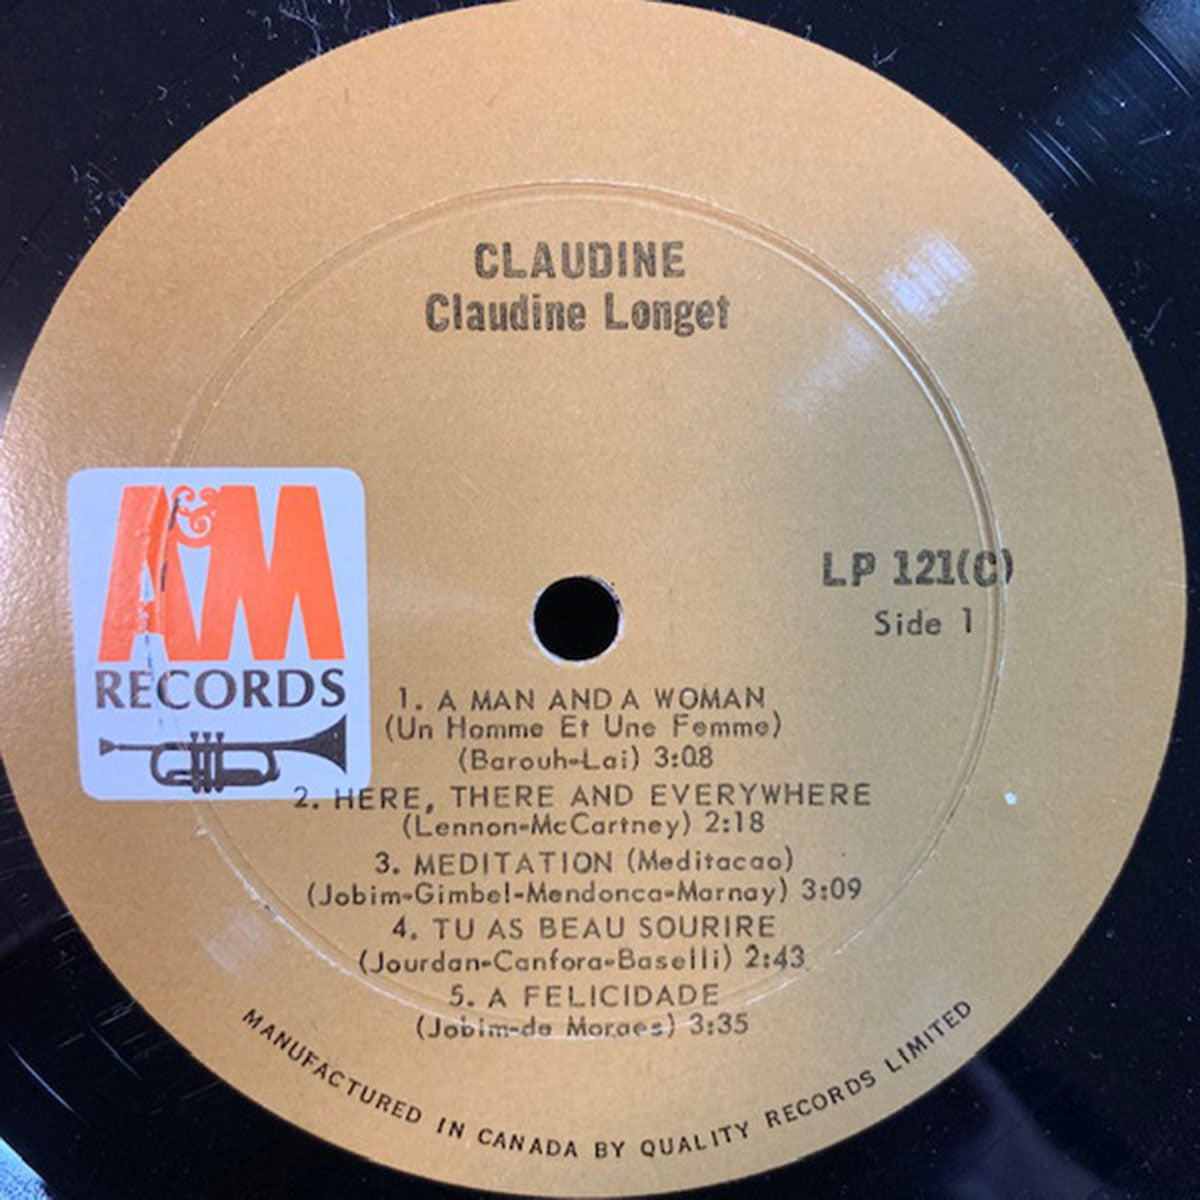 CLAUDINE
Claudine Longet
A&M
RECORDS
LP 121(C)
Side 1
1. A MAN AND A WOMAN
(Un Homme Et Une Femme)
(Barouh-Lai) 3:08
2. HERE, THERE AND EVERYWHERE
(Lennon-McCartney) 2:18
3. MEDITATION (Meditacao)
(Jobim-Gimbel-Mendonca-Marnay) 3:09
4. TU AS BEAU SOURIRE
(Jourdan-Canfora-Baselli) 2:43
5. A FELICIDADE
(Jobim-de Moraes) 3:35
MANUFACTURED IN CANADA BY QUALITY RECORDS LIMITED